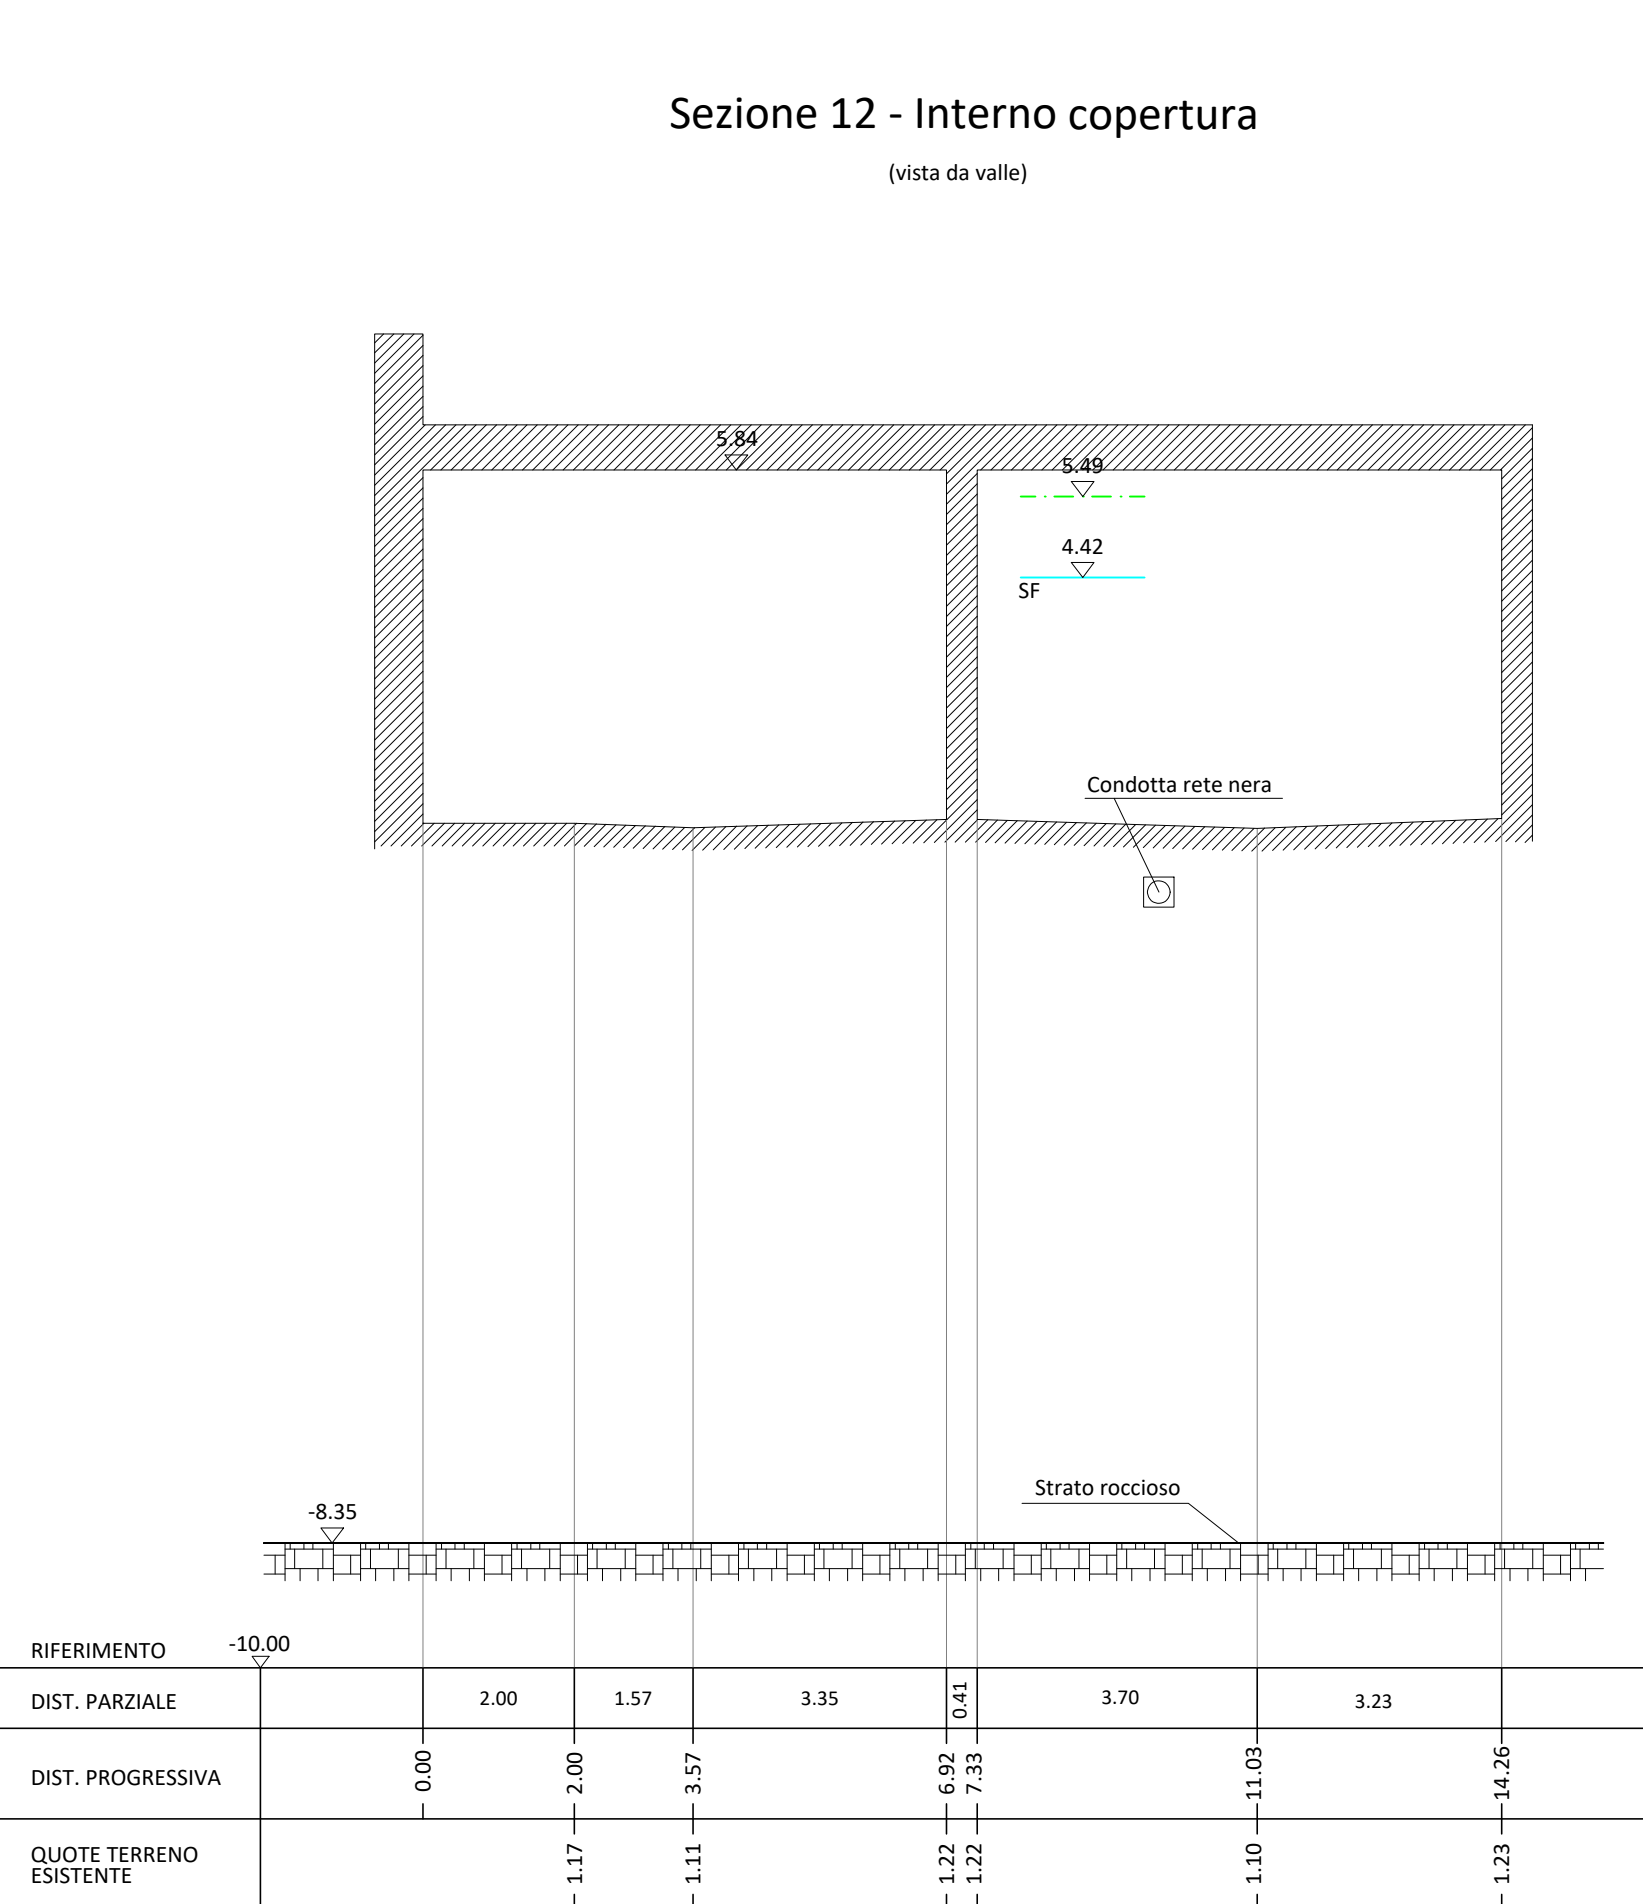 Sezione 12 - Interno copertura
(vista da valle)
5.84
5.49
4.42
SF
Condotta rete nera
Strato roccioso
-8.35
RIFERIMENTO -10.00
DIST. PARZIALE 2.00 1.57 3.35 0.41 3.70 3.23
DIST. PROGRESSIVA 0.00 2.00 3.57 6.92 7.33 11.03 14.26
QUOTE TERRENO
ESISTENTE 1.17 1.11 1.22 1.22 1.10 1.23